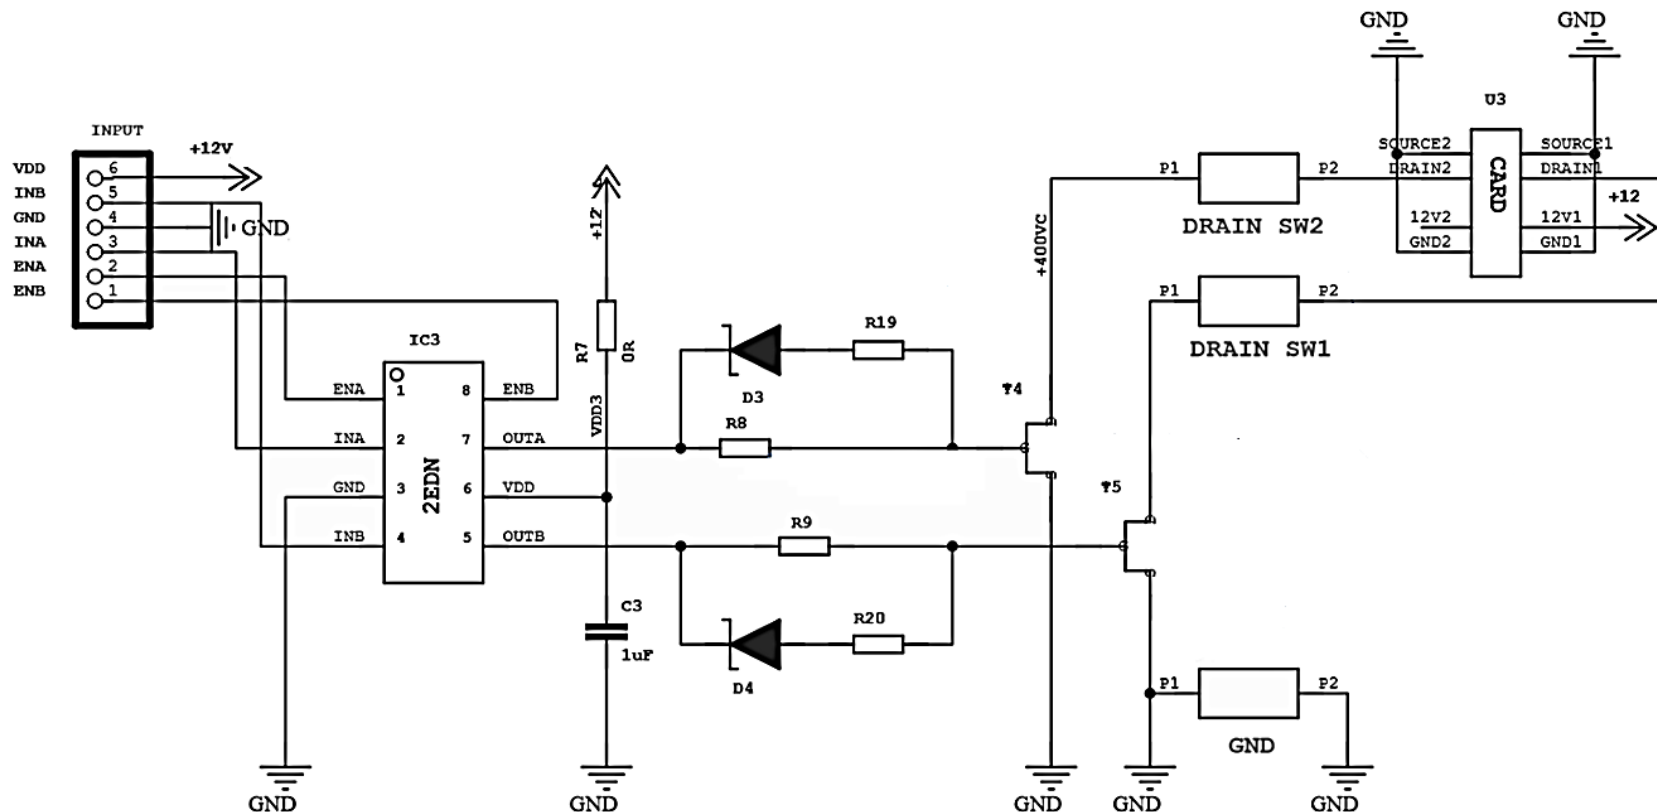 GND
GND
U3
INPUT
+12V
VDD
6
INB
5
GND
4
GND
INA
3
ENA
2
ENB
1
SOURCE2
SOURCE1
DRAIN2
DRAIN1
CARD
+12
12V2
12V1
GND2
GND1
P1
P2
DRAIN SW2
+400VC
P1
P2
DRAIN SW1
+12
R7
0R
VDD3
IC3
ENA
1
8
ENB
INA
2
7
OUTA
GND
3
6
VDD
INB
4
5
OUTB
2EDN
R19
D3
R8
T4
T5
R9
C3
1uF
R20
D4
P1
P2
GND
GND
GND
GND
GND
GND